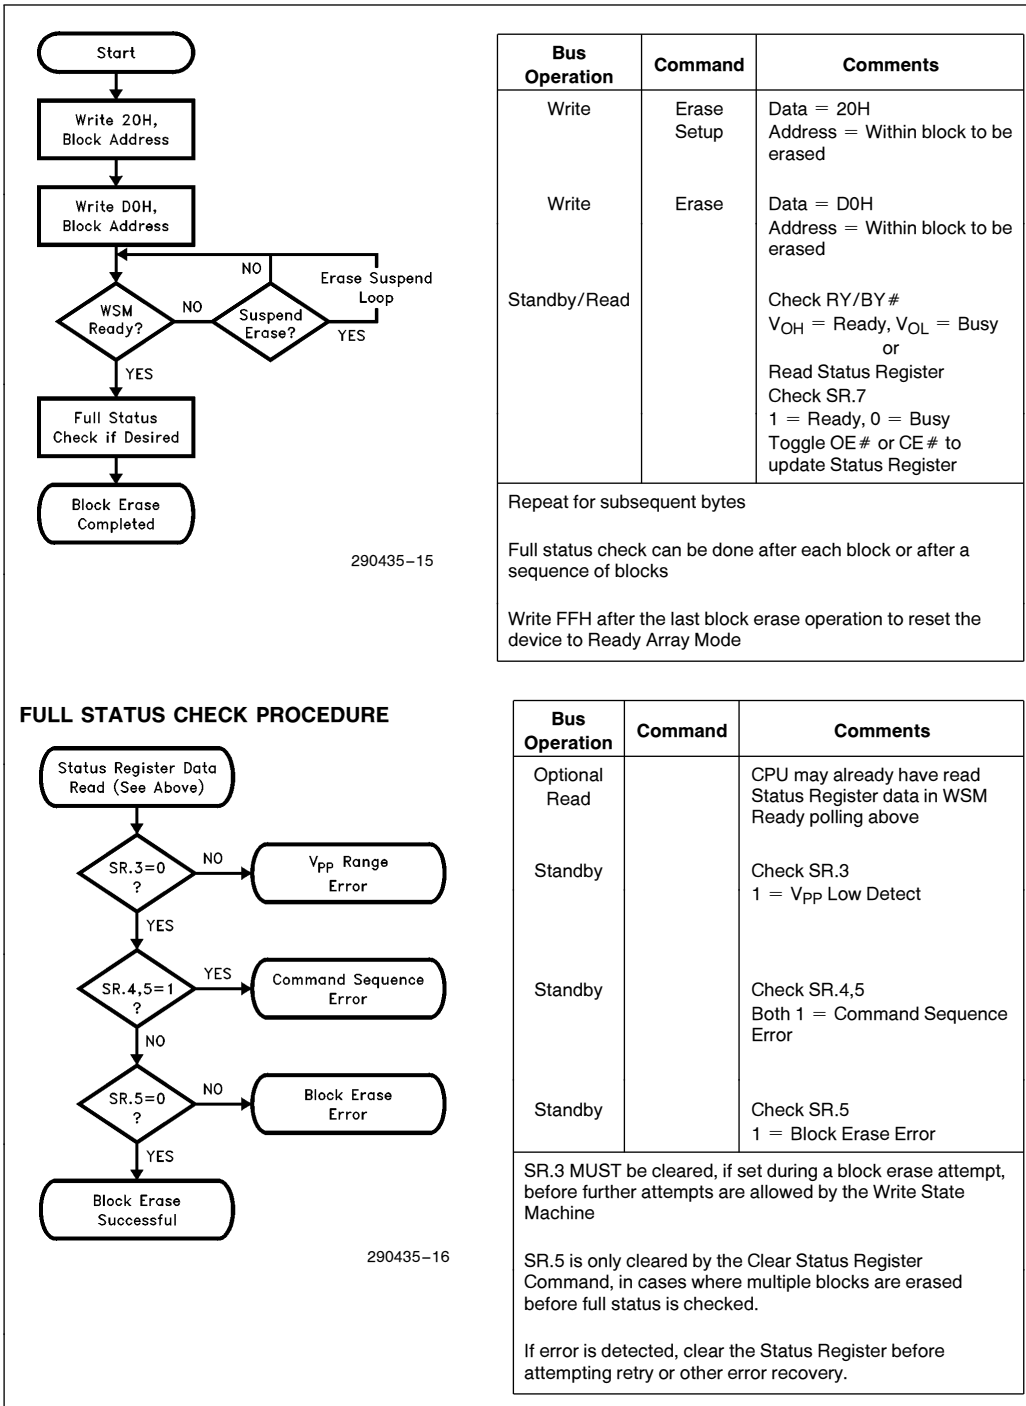 Start
Write 20H,
Block Address
Write D0H,
Block Address
NO
Erase Suspend
Loop
WSM
Ready?
NO
Suspend
Erase?
YES
YES
Full Status
Check if Desired
Block Erase
Completed
290435–15
Bus
Operation
Command
Comments
Write
Erase
Setup
Data = 20H
Address = Within block to be
erased
Write
Erase
Data = D0H
Address = Within block to be
erased
Standby/Read
Check RY/BY#
VOH = Ready, VOL = Busy
or
Read Status Register
Check SR.7
1 = Ready, 0 = Busy
Toggle OE# or CE# to
update Status Register
Repeat for subsequent bytes
Full status check can be done after each block or after a
sequence of blocks
Write FFH after the last block erase operation to reset the
device to Ready Array Mode
FULL STATUS CHECK PROCEDURE
Status Register Data
Read (See Above)
SR.3=0
?
NO
VPP Range
Error
YES
SR.4,5=1
?
YES
Command Sequence
Error
NO
SR.5=0
?
NO
Block Erase
Error
YES
Block Erase
Successful
290435–16
Bus
Operation
Command
Comments
Optional
Read
CPU may already have read
Status Register data in WSM
Ready polling above
Standby
Check SR.3
1 = VPP Low Detect
Standby
Check SR.4,5
Both 1 = Command Sequence
Error
Standby
Check SR.5
1 = Block Erase Error
SR.3 MUST be cleared, if set during a block erase attempt,
before further attempts are allowed by the Write State
Machine
SR.5 is only cleared by the Clear Status Register
Command, in cases where multiple blocks are erased
before full status is checked.
If error is detected, clear the Status Register before
attempting retry or other error recovery.